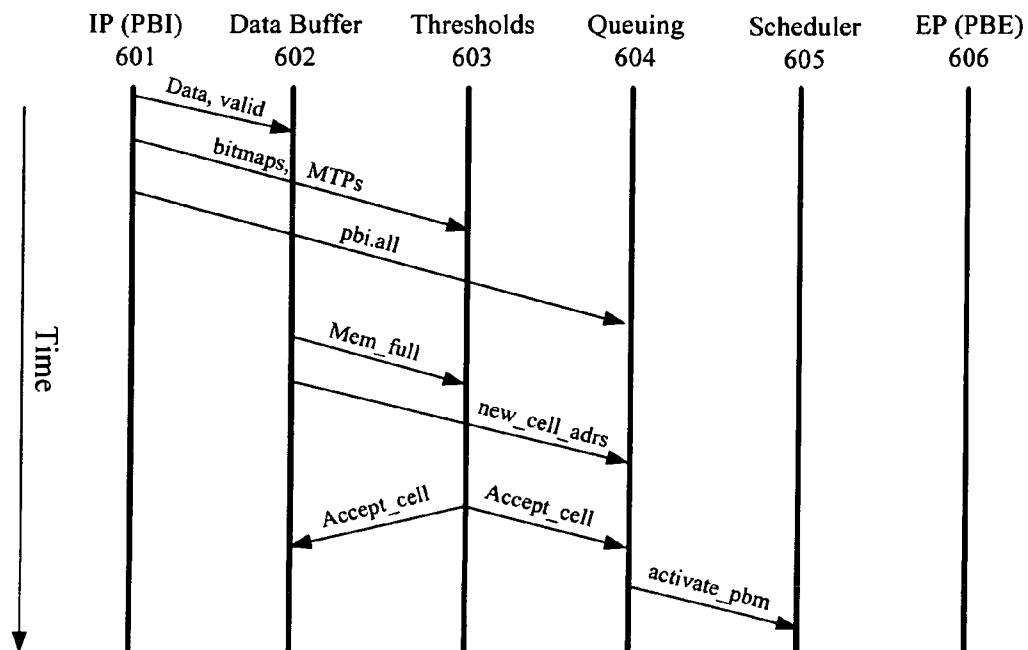 IP (PBI) Data Buffer Thresholds Queuing Scheduler EP (PBE)
601 602 603 604 605 606
Data, valid
bitmaps, MTPs
pbi.all
Time
Mem_full
new_cell_adrs
Accept_cell Accept_cell
activate_pbm